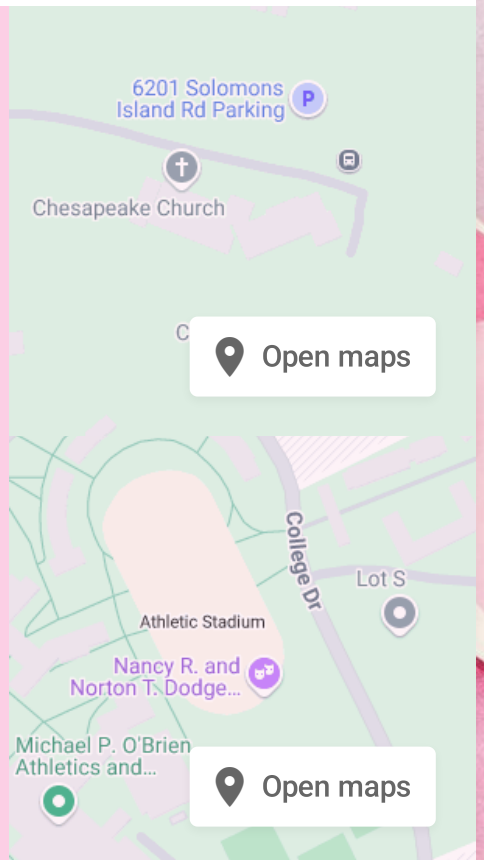 6201 Solomons
Island Rd Parking
P
Chesapeake Church
C
Open maps
College Dr
Lot S
Athletic Stadium
Nancy R. and
Norton T. Dodge...
Michael P. O'Brien
Athletics and...
Open maps